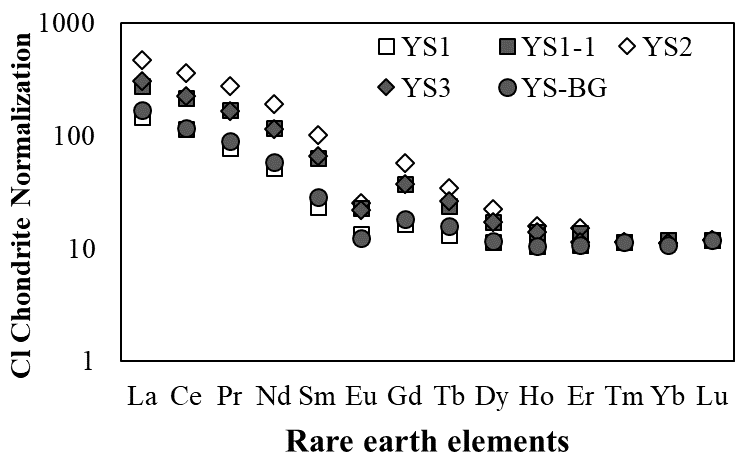 1000
100
10
1
Cl Chondrite Normalization
YS1 YS1-1 YS2
YS3 YS-BG
La Ce Pr Nd Sm Eu Gd Tb Dy Ho Er Tm Yb Lu
Rare earth elements